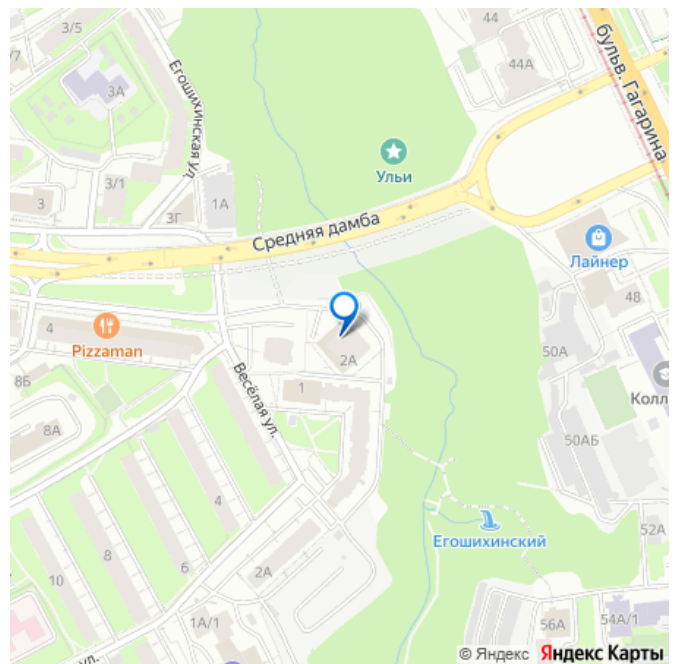 3/5
44
/7
44А
бульв. Гагарина
3А
Егошихинская ул.
Ульи
3/1
3
3Г
1А
Средняя дамба
Лайнер
48
4
Pizzaman
2А
50А
8Б
1
Весёлая ул.
Колл
8А
50АБ
4
52А
Егошихинский
10
8
6
2А
1А/1
56А
54А/1
ул.
© Яндекс Яндекс Карты